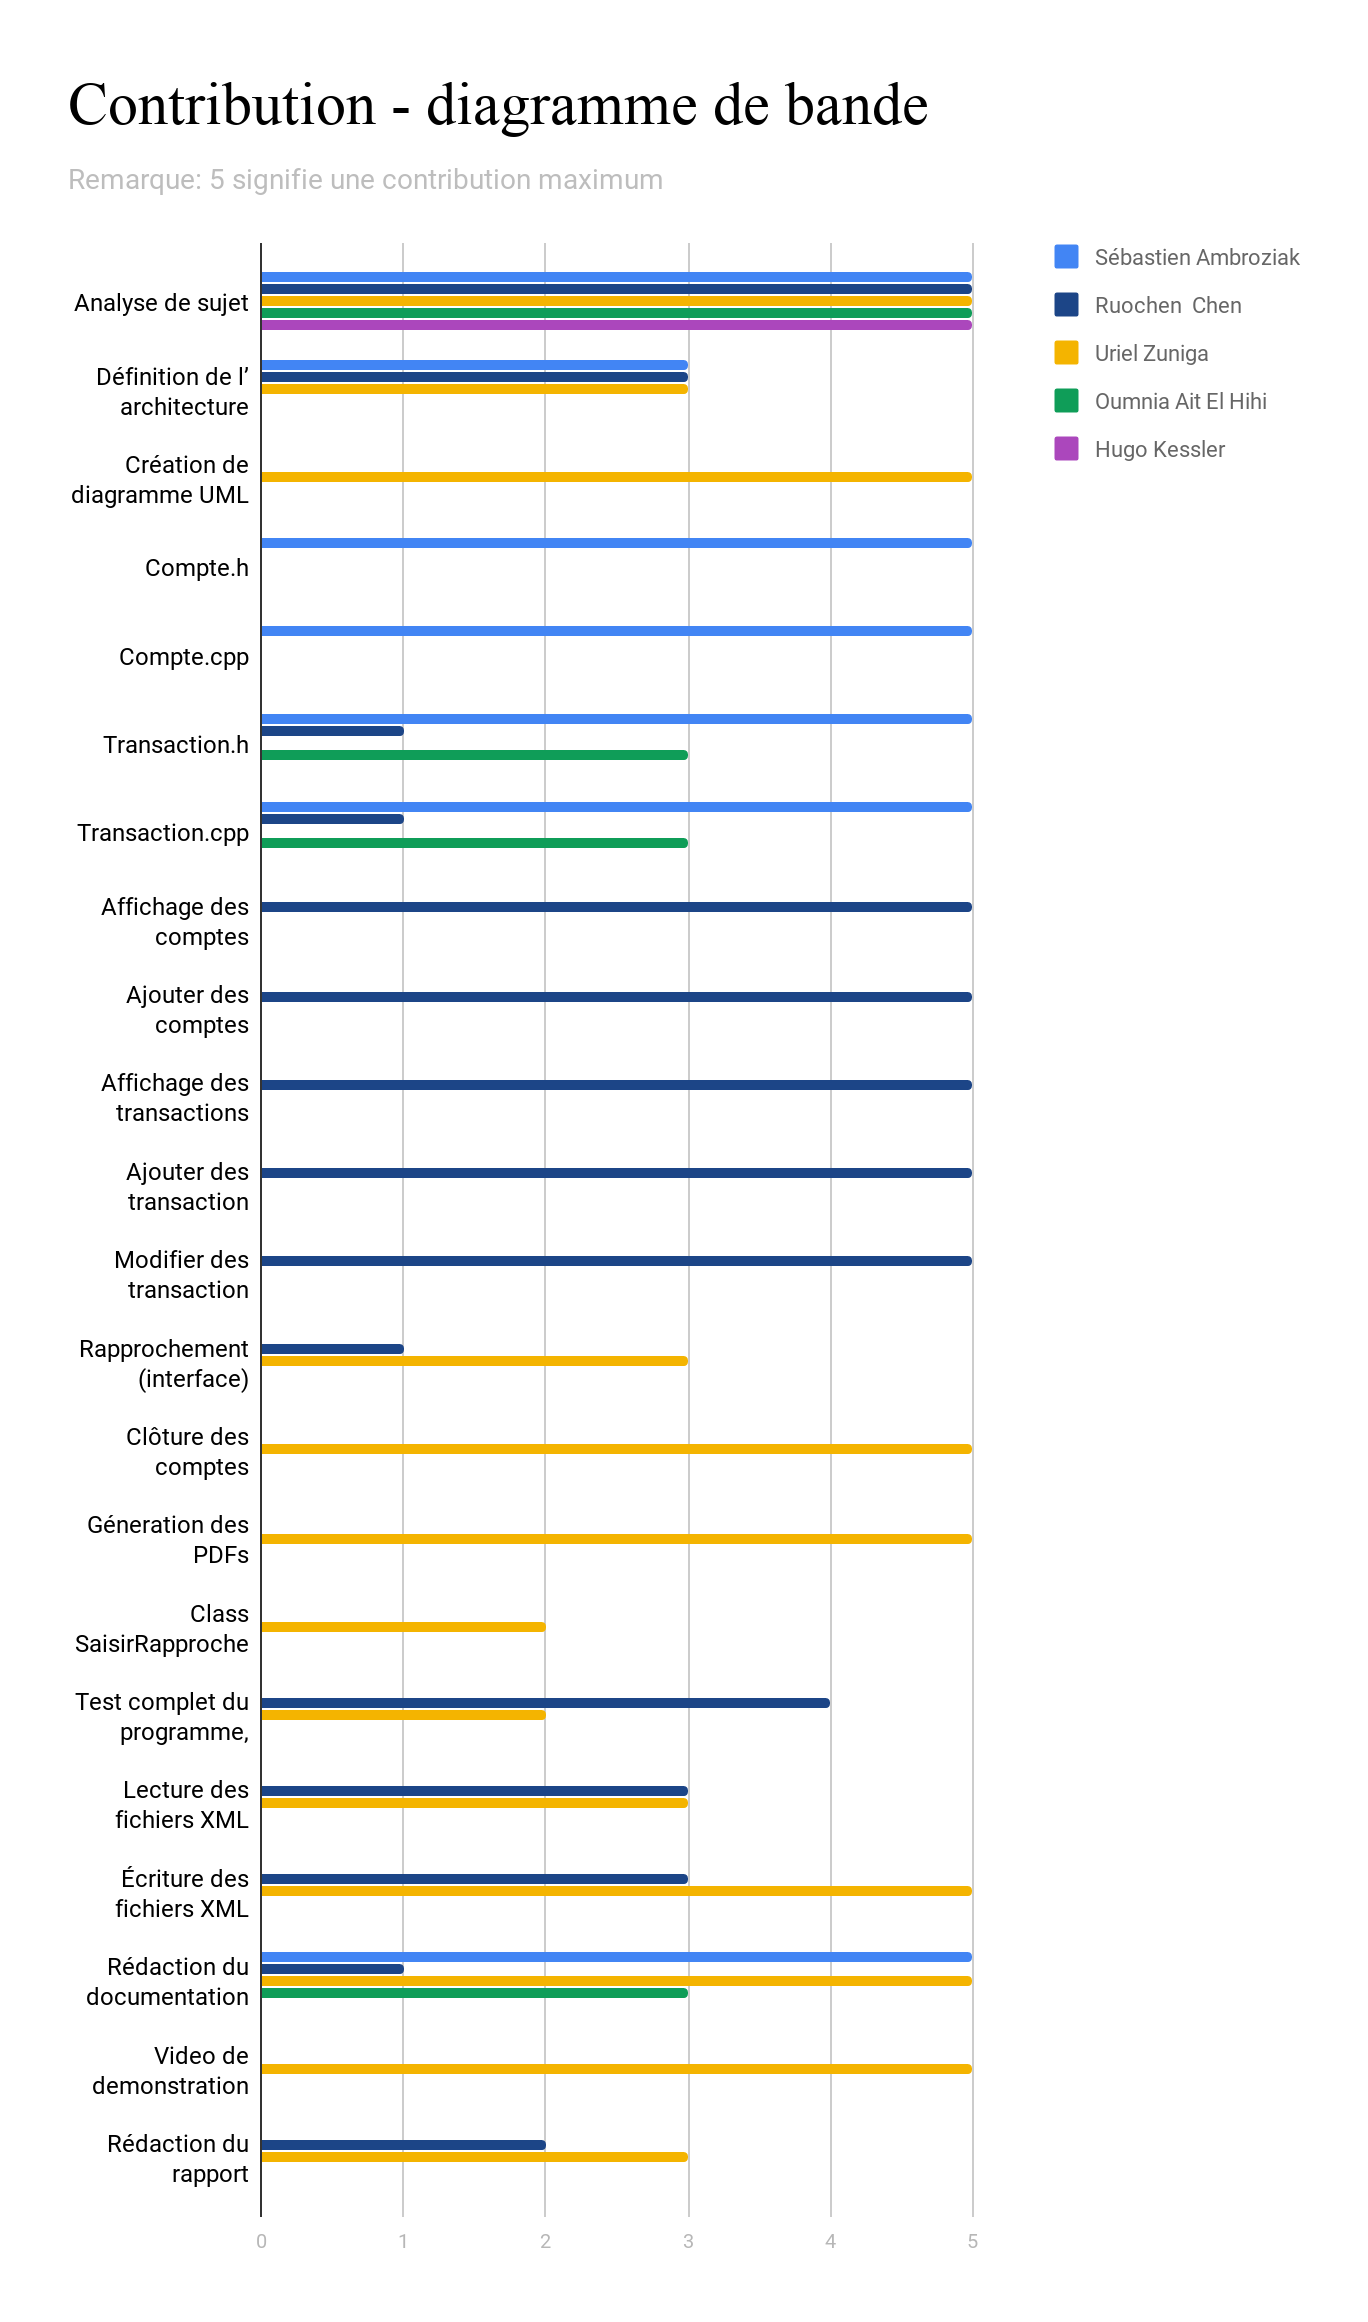 Contribution - diagramme de bande
Remarque: 5 signifie une contribution maximum
Sébastien Ambroziak
Ruochen  Chen
Uriel Zuniga
Oumnia Ait El Hihi
Hugo Kessler
Analyse de sujet
Définition de l’
architecture
Création de
diagramme UML
Compte.h
Compte.cpp
Transaction.h
Transaction.cpp
Affichage des
comptes
Ajouter des
comptes
Affichage des
transactions
Ajouter des
transaction
Modifier des
transaction
Rapprochement
(interface)
Clôture des
comptes
Géneration des
PDFs
Class
SaisirRapproche
Test complet du
programme,
Lecture des
fichiers XML
Écriture des
fichiers XML
Rédaction du
documentation
Video de
demonstration
Rédaction du
rapport
0 1 2 3 4 5